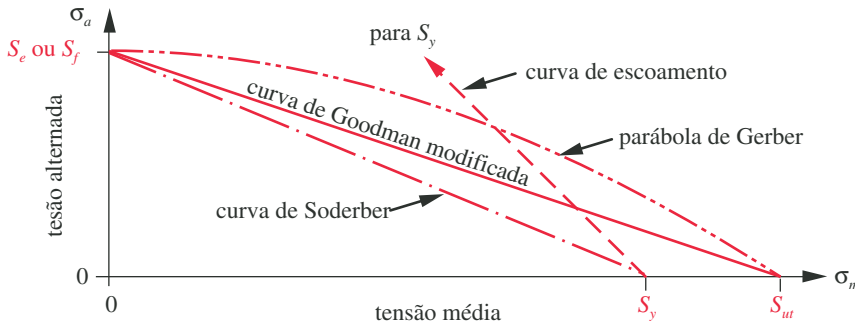 σa
Se ou Sf
para Sy
curva de escoamento
curva de Goodman modificada
parábola de Gerber
tesão alternada
curva de Soderber
0
σm
0
tensão média
Sy
Sut